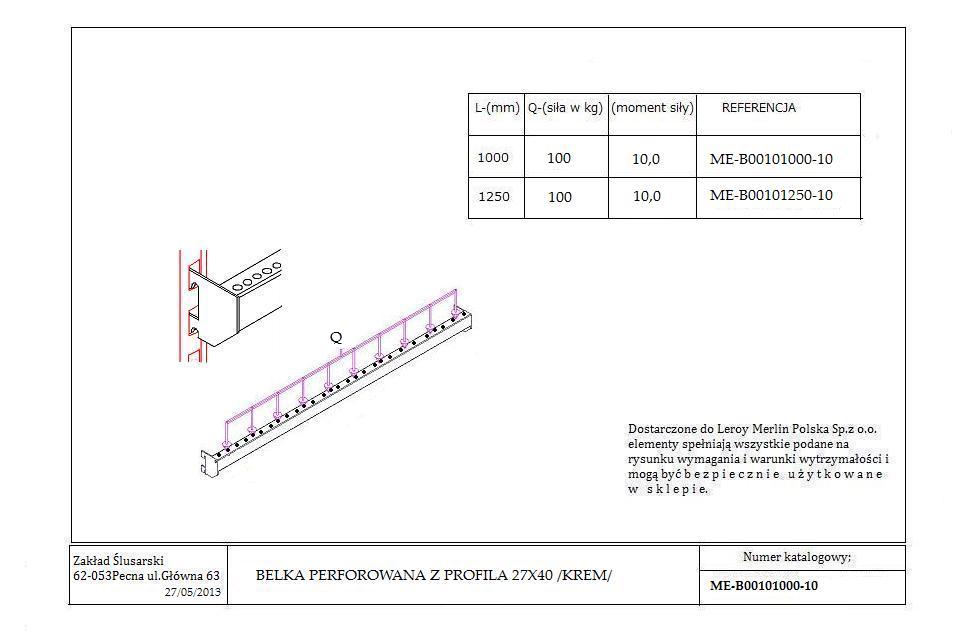 L-(mm) Q-(siła w kg) (moment siły) REFERENCJA
1000 100 10,0 ME-B00101000-10
1250 100 10,0 ME-B00101250-10
Q
Dostarczone do Leroy Merlin Polska Sp.z o.o.
elementy spełniają wszystkie podane na
rysunku wymagania i warunki wytrzymałości i
mogą być b e z p i e c z n i e u ż y t k o w a n e
w s k l e p i e.
Zakład Ślusarski
62-053Pecna ul.Główna 63
27/05/2013
BELKA PERFOROWANA Z PROFILA 27X40 /KREM/
Numer katalogowy;
ME-B00101000-10